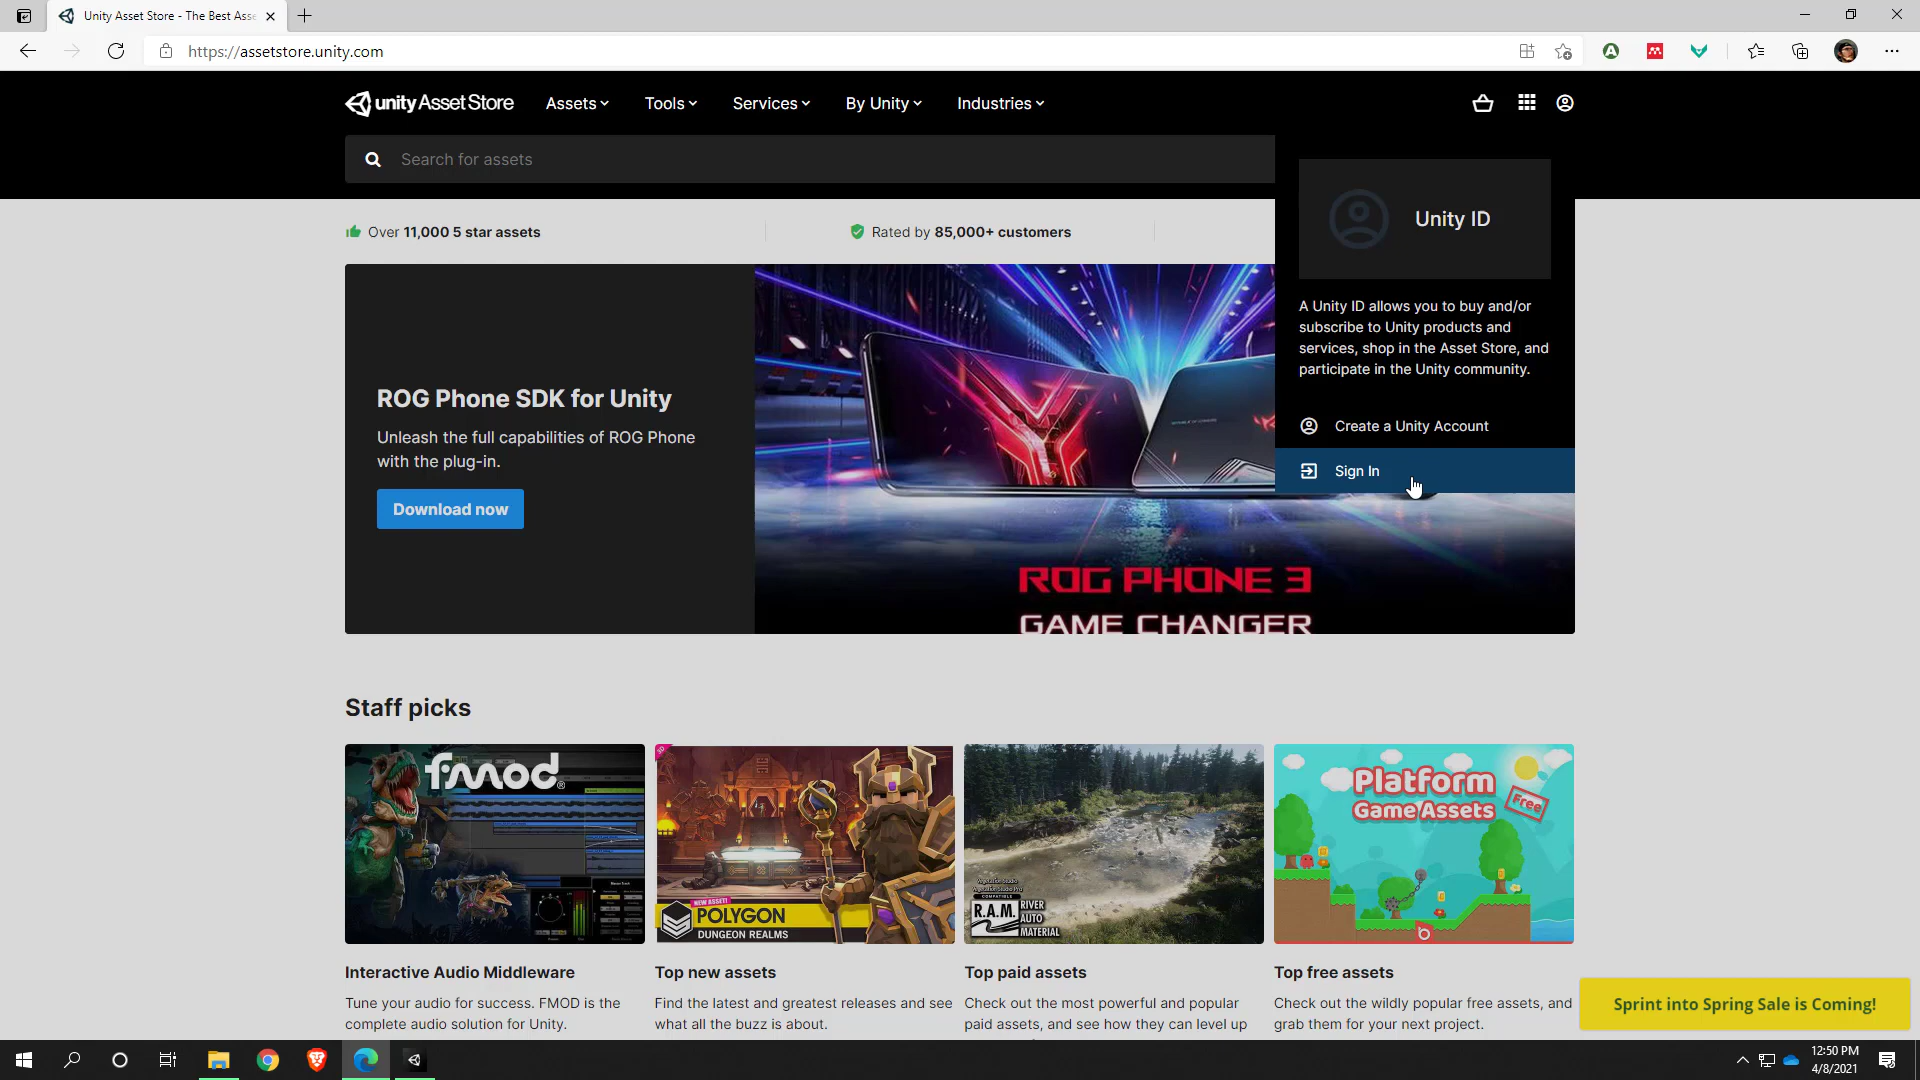 Unity Asset Store - The Best Asse
https://assetstore.unity.com
unity Asset Store
Assets
Tools
Services
By Unity
Industries
Search for assets
Over 11,000 5 star assets
Rated by 85,000+ customers
Unity ID
A Unity ID allows you to buy and/or
subscribe to Unity products and
services, shop in the Asset Store, and
participate in the Unity community.
Create a Unity Account
Sign In
ROG Phone SDK for Unity
Unleash the full capabilities of ROG Phone
with the plug-in.
Download now
ROG PHONE 3
GAME CHANGER
Staff picks
fmod®
NEW ASSET!
POLYGON
DUNGEON REALMS
Vegetation Studio
Vegetation Studio Pro
COMPATIBLE
R.A.M.
RIVER
AUTO
MATERIAL
Platform
Game Assets
Free
Interactive Audio Middleware
Tune your audio for success. FMOD is the
complete audio solution for Unity.
Top new assets
Find the latest and greatest releases and see
what all the buzz is about.
Top paid assets
Check out the most powerful and popular
paid assets, and see how they can level up
Top free assets
Check out the wildly popular free assets, and
grab them for your next project.
Sprint into Spring Sale is Coming!
12:50 PM
4/8/2021